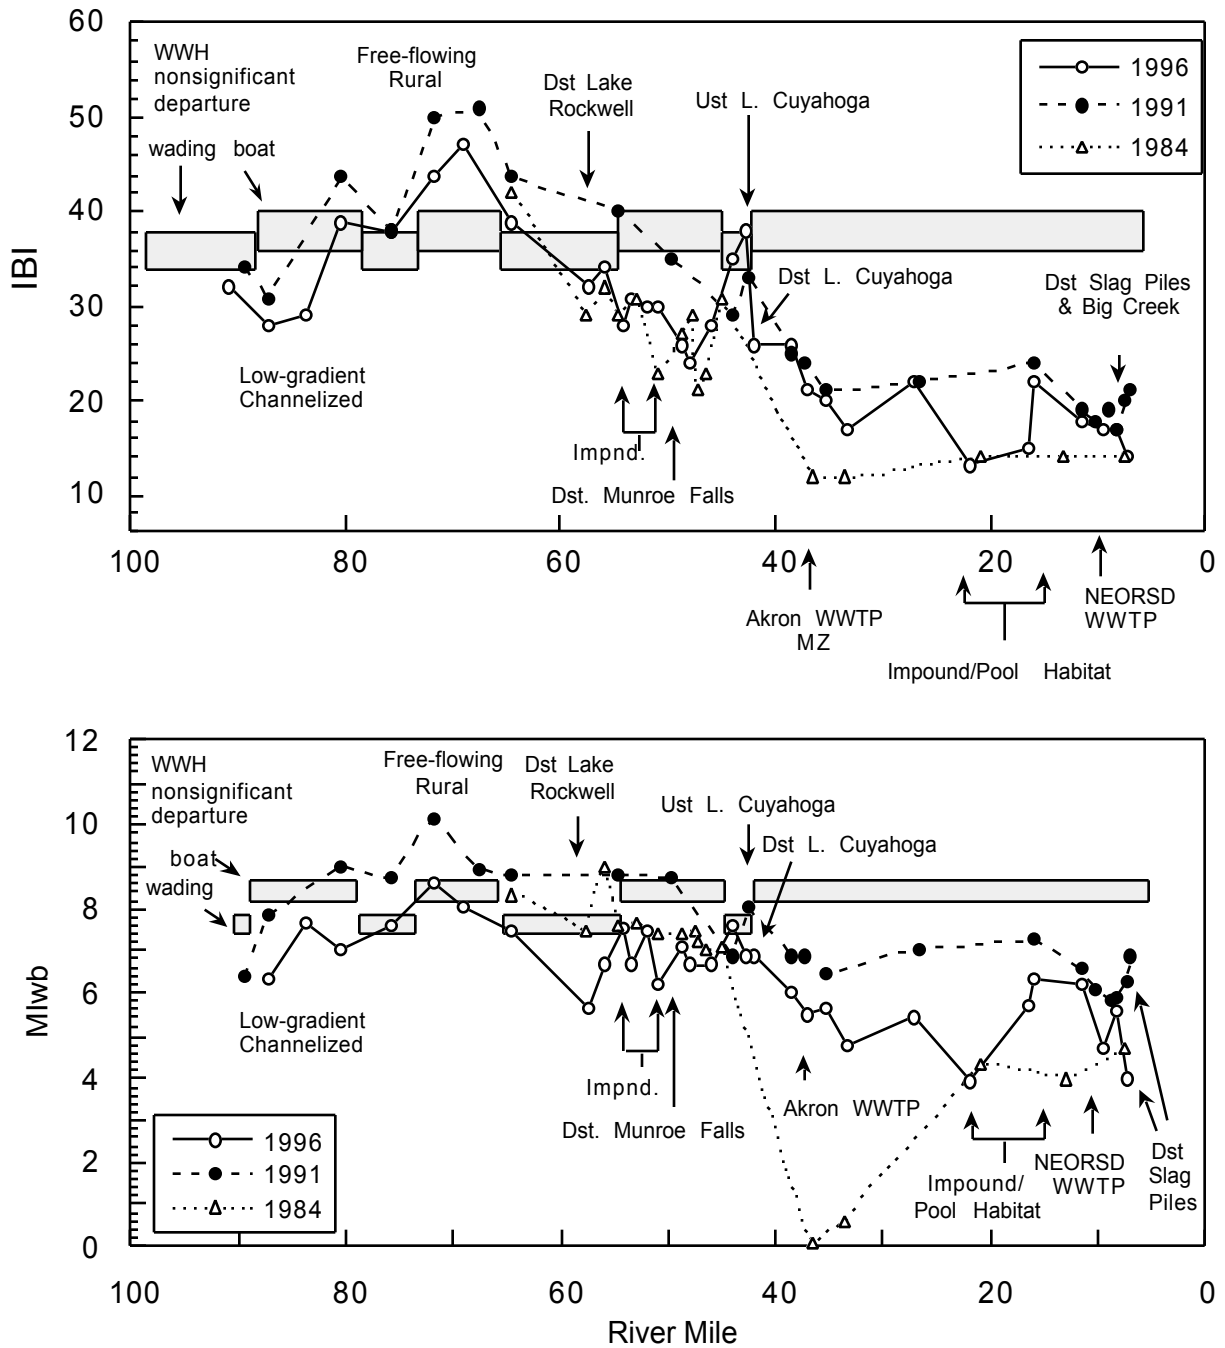 60
50
40
30
20
10
IBI
WWH
nonsignificant
departure
wading boat
Free-flowing
Rural
Dst Lake
Rockwell
Ust L. Cuyahoga
1996
1991
1984
Dst L. Cuyahoga
Dst Slag Piles
& Big Creek
Low-gradient
Channelized
Impnd.
Dst. Munroe Falls
100 80 60 40 20 0
Akron WWTP
MZ
NEORSD
WWTP
Impound/Pool Habitat
12
10
8
6
4
2
0
MIwb
WWH
nonsignificant
departure
boat
wading
Free-flowing
Rural
Dst Lake
Rockwell
Ust L. Cuyahoga
Dst L. Cuyahoga
Low-gradient
Channelized
Impnd.
Dst. Munroe Falls
Akron WWTP
1996
1991
1984
Impound/
Pool Habitat
NEORSD
WWTP
Dst
Slag
Piles
100 80 60 40 20 0
River Mile